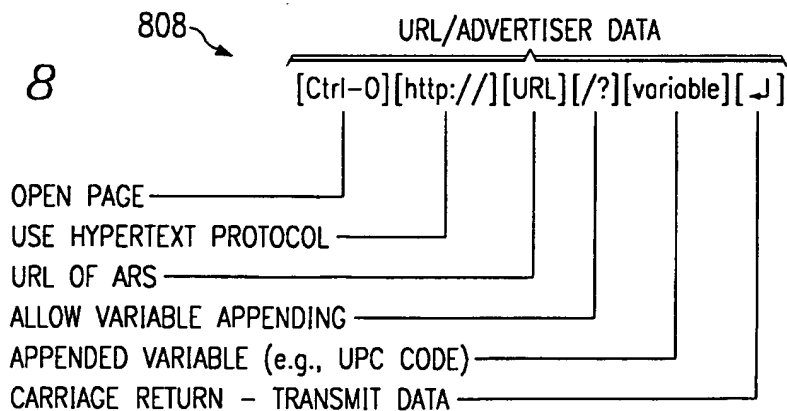 808
URL/ADVERTISER DATA
8
[Ctrl-O][http://][URL][/?][variable][↵]
OPEN PAGE
USE HYPERTEXT PROTOCOL
URL OF ARS
ALLOW VARIABLE APPENDING
APPENDED VARIABLE (e.g., UPC CODE)
CARRIAGE RETURN – TRANSMIT DATA